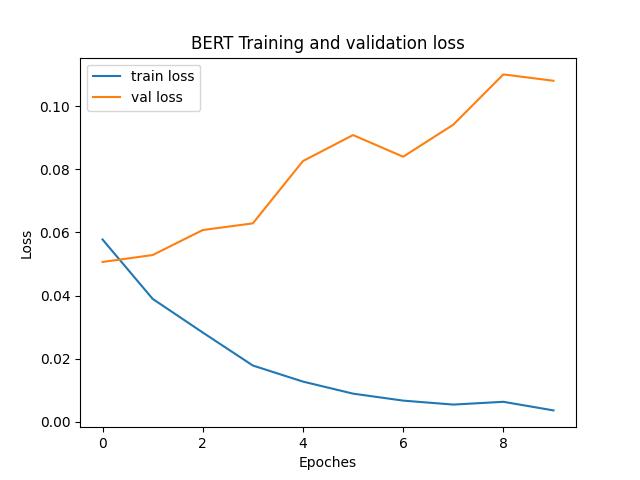 BERT Training and validation loss
train loss
val loss
0.10
0.08
0.06
0.04
0.02
0.00
Loss
0 2 4 6 8
Epoches